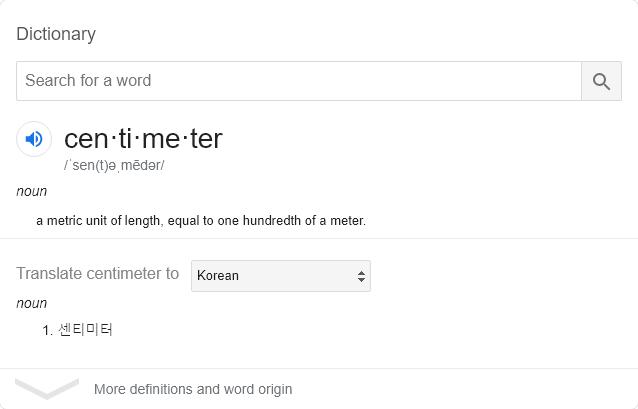 Dictionary
Search for a word
cen·ti·me·ter
/ˈsen(t)əˌmēdər/
noun
a metric unit of length, equal to one hundredth of a meter.
Translate centimeter to Korean
noun
1. 센티미터
More definitions and word origin